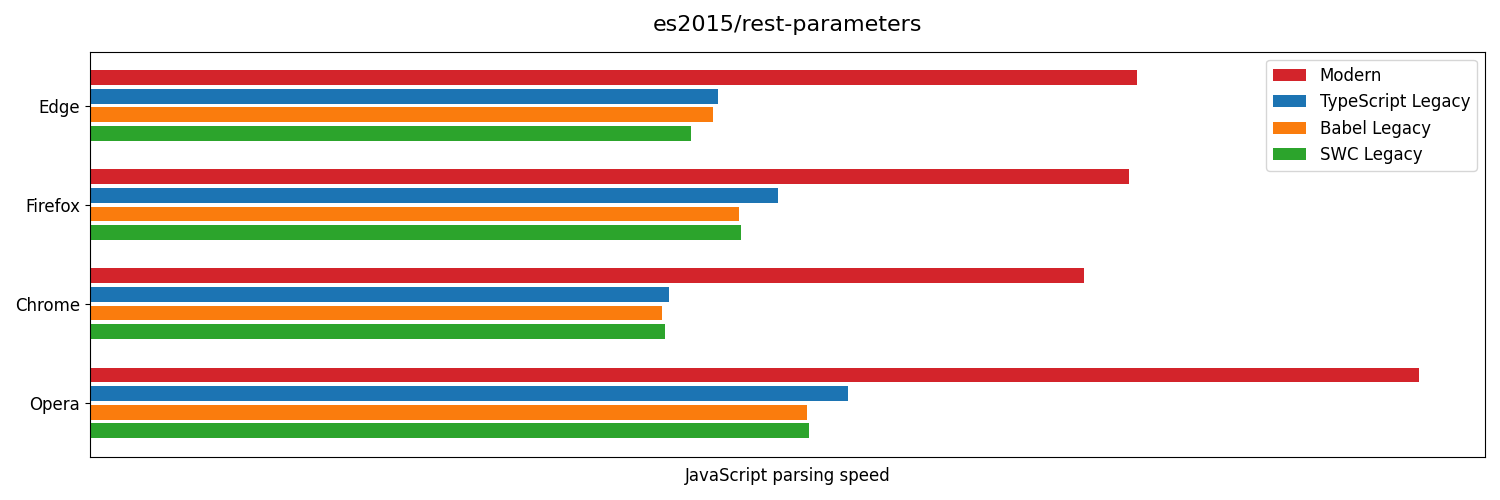 es2015/rest-parameters
Modern
TypeScript Legacy
Babel Legacy
SWC Legacy
Edge
Firefox
Chrome
Opera
JavaScript parsing speed